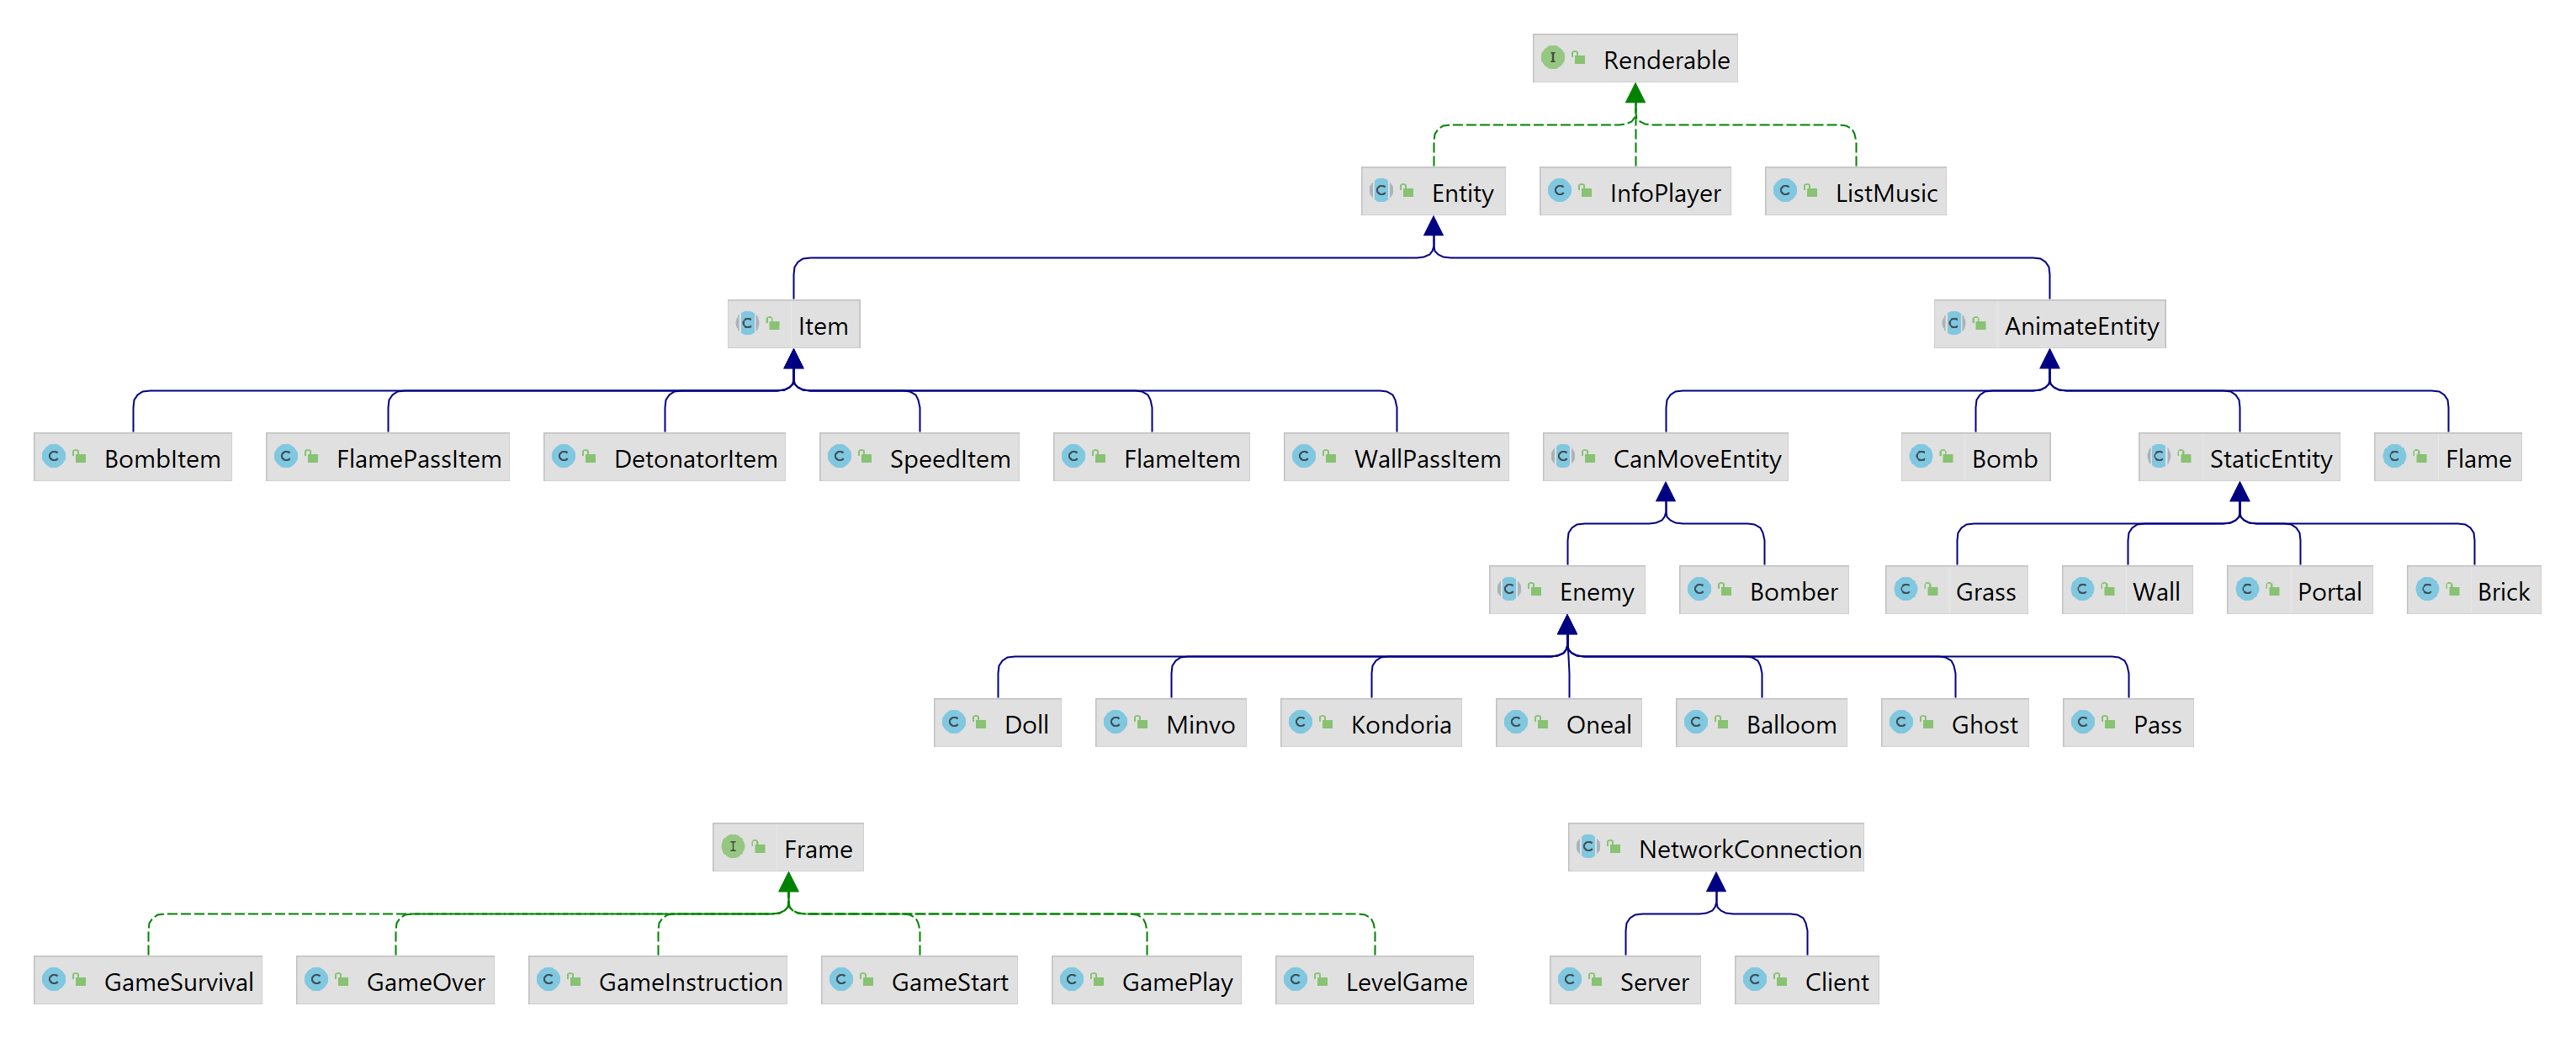 Renderable
Entity InfoPlayer ListMusic
Item AnimateEntity
BombItem FlamePassItem DetonatorItem SpeedItem FlameItem WallPassItem CanMoveEntity Bomb StaticEntity Flame
Enemy Bomber Grass Wall Portal Brick
Doll Minvo Kondoria Oneal Balloom Ghost Pass
Frame NetworkConnection
GameSurvival GameOver GameInstruction GameStart GamePlay LevelGame Server Client